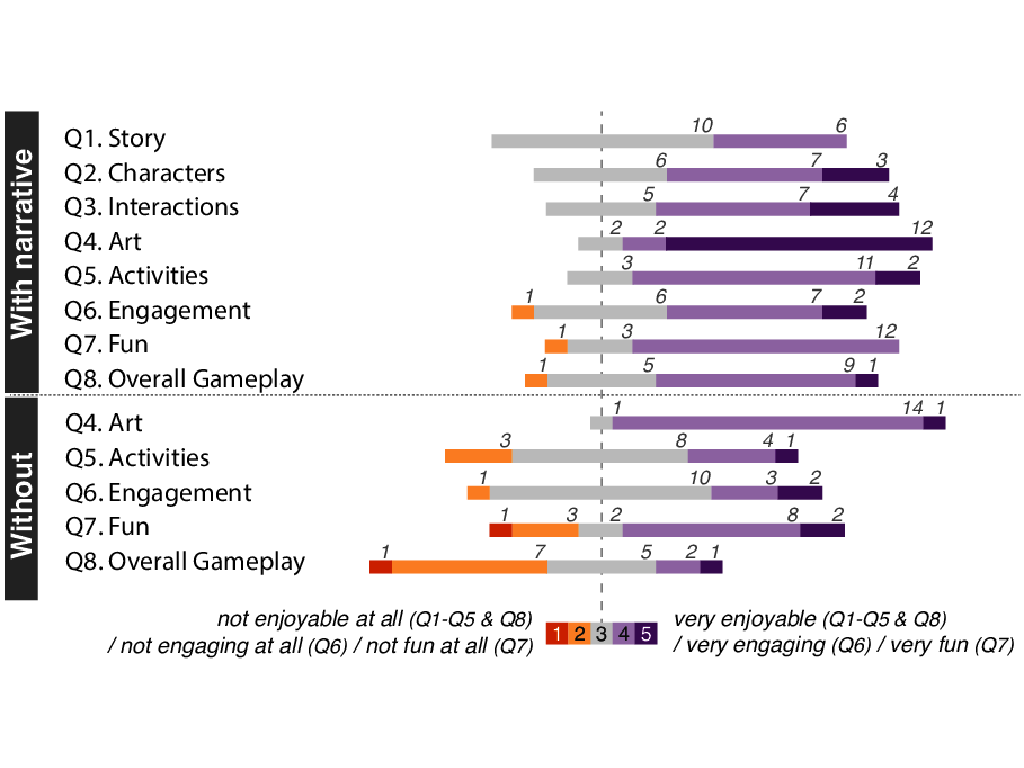 With narrative
Q1. Story 10 6
Q2. Characters 6 7 3
Q3. Interactions 5 7 4
Q4. Art 2 2 12
Q5. Activities 3 11 2
Q6. Engagement 1 6 7 2
Q7. Fun 1 3 12
Q8. Overall Gameplay 1 5 9 1
Without
Q4. Art 1 14 1
Q5. Activities 3 8 4 1
Q6. Engagement 1 10 3 2
Q7. Fun 1 3 2 8 2
Q8. Overall Gameplay 1 7 5 2 1
not enjoyable at all (Q1-Q5 & Q8)
/ not engaging at all (Q6) / not fun at all (Q7)
1 2 3 4 5
very enjoyable (Q1-Q5 & Q8)
/ very engaging (Q6) / very fun (Q7)